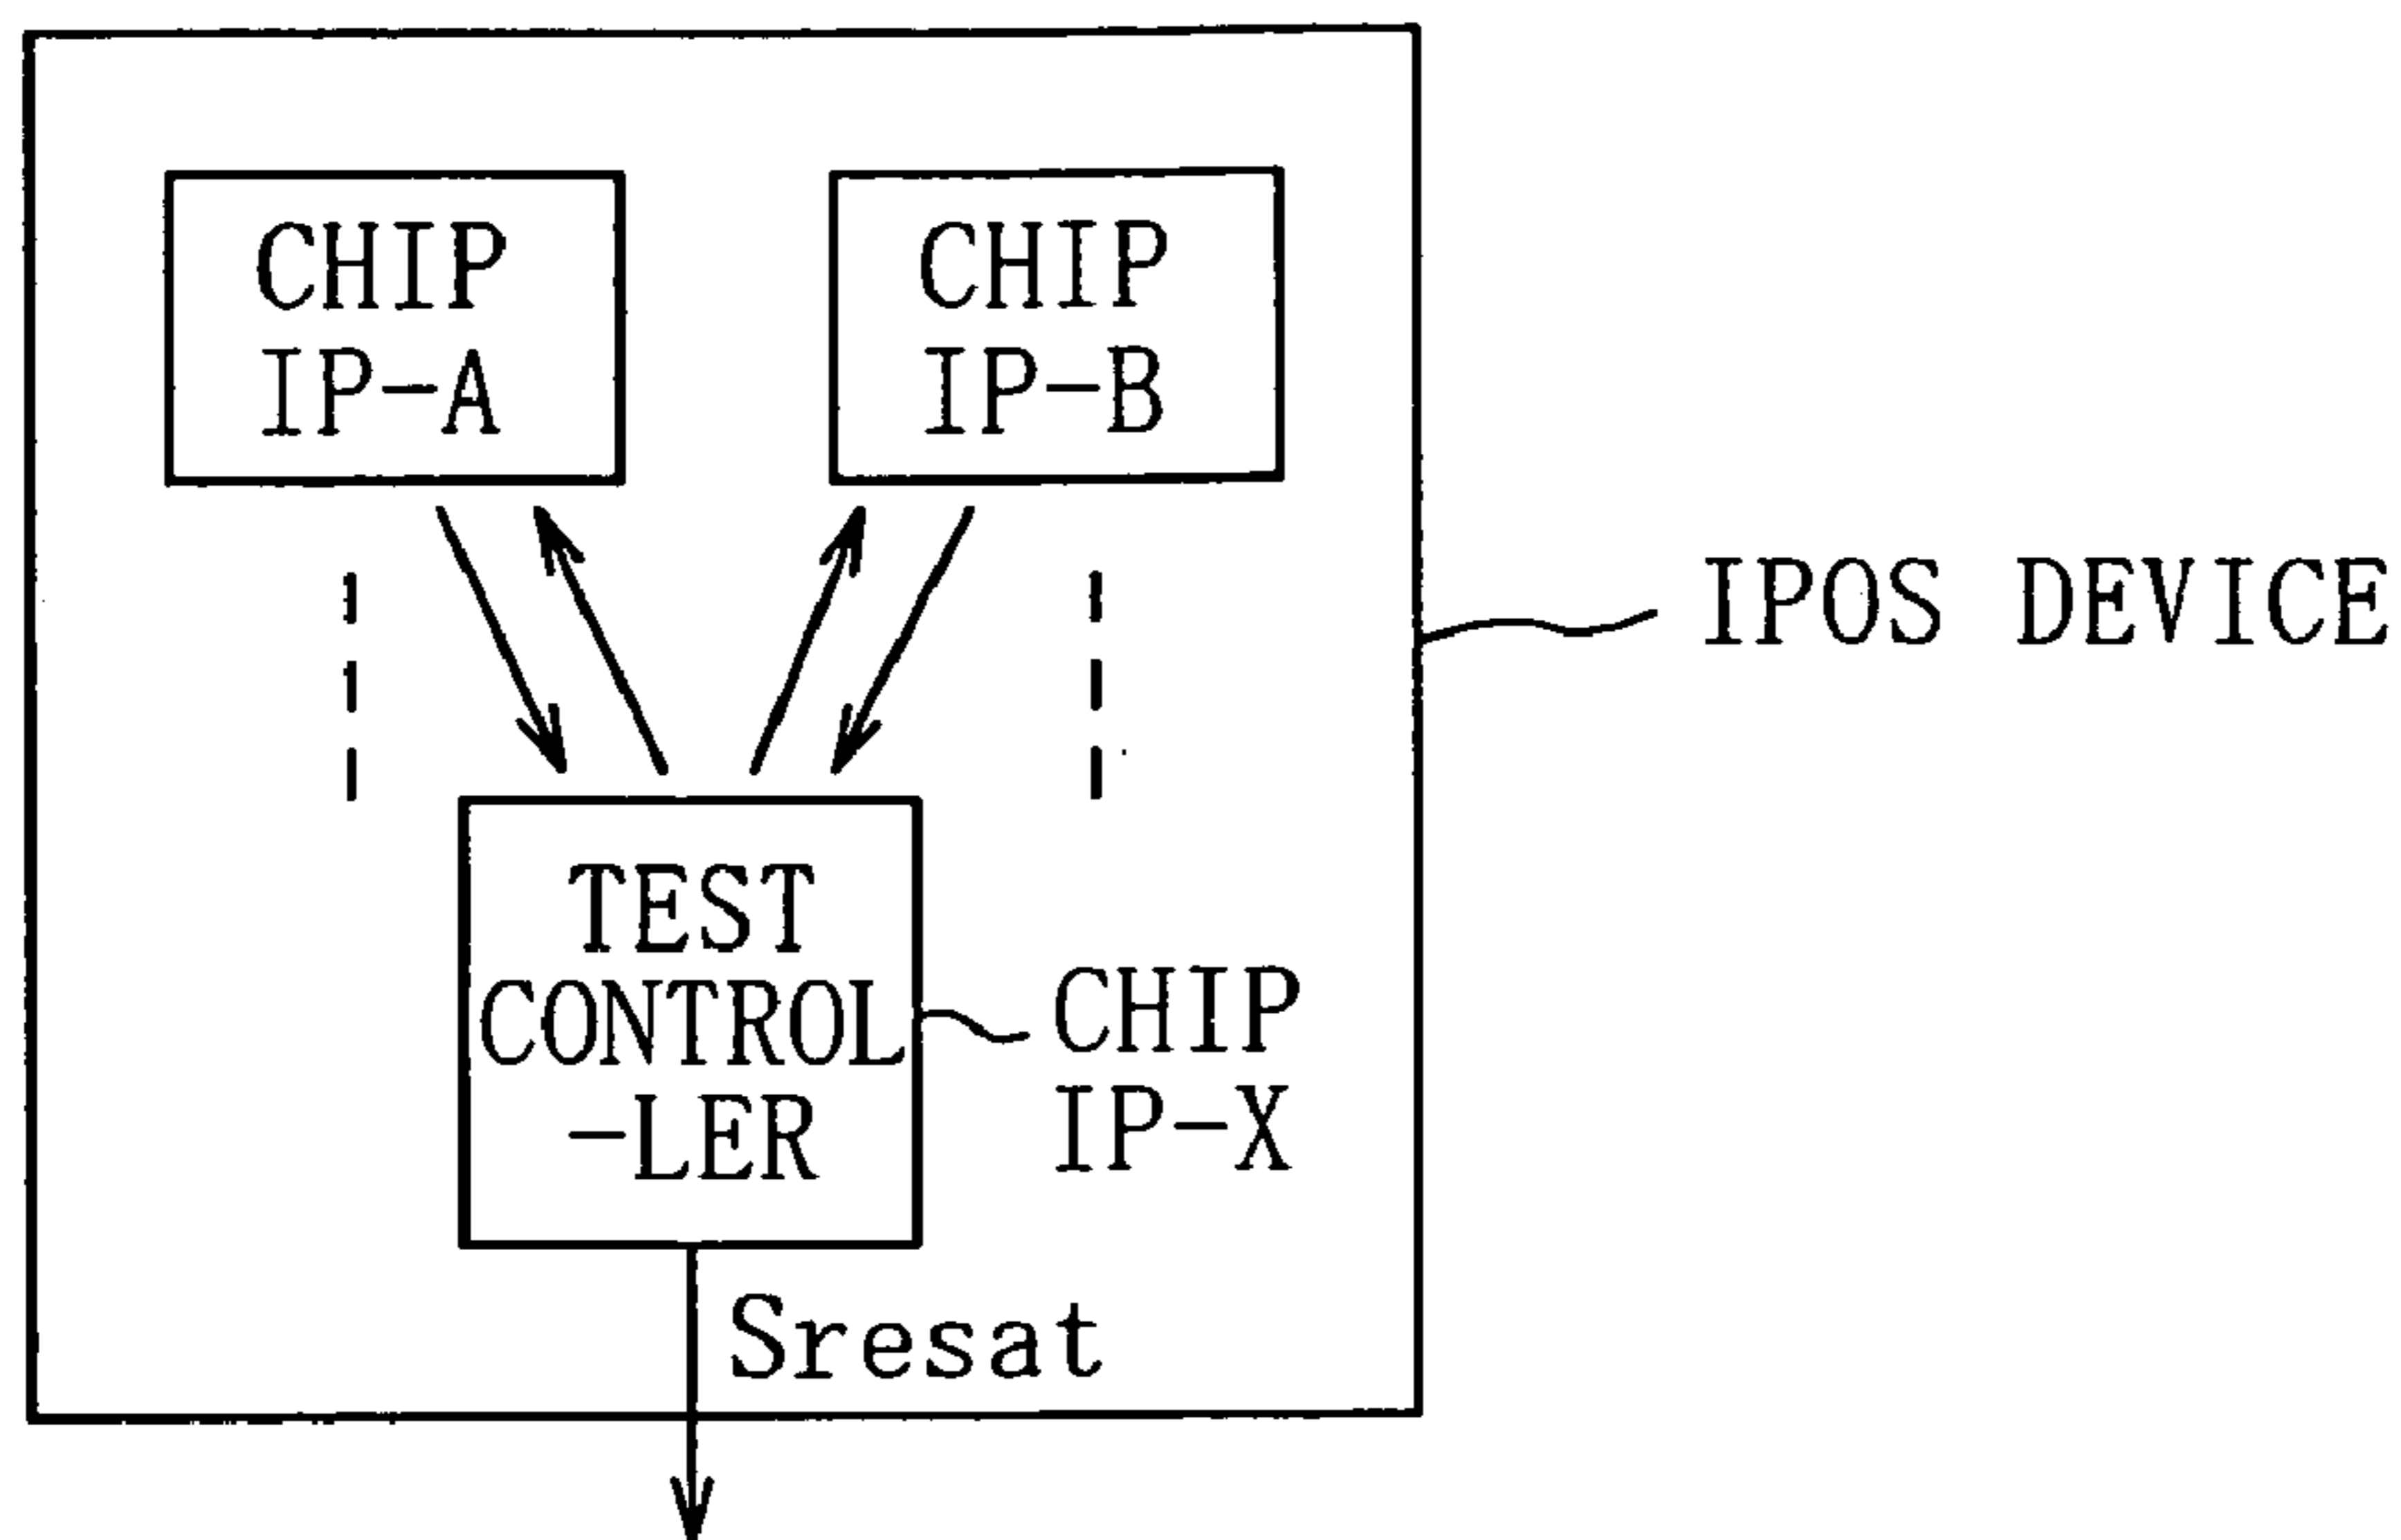 CHIP
IP-A
CHIP
IP-B
IPOS DEVICE
TEST
CONTROL
-LER
CHIP
IP-X
Sresat